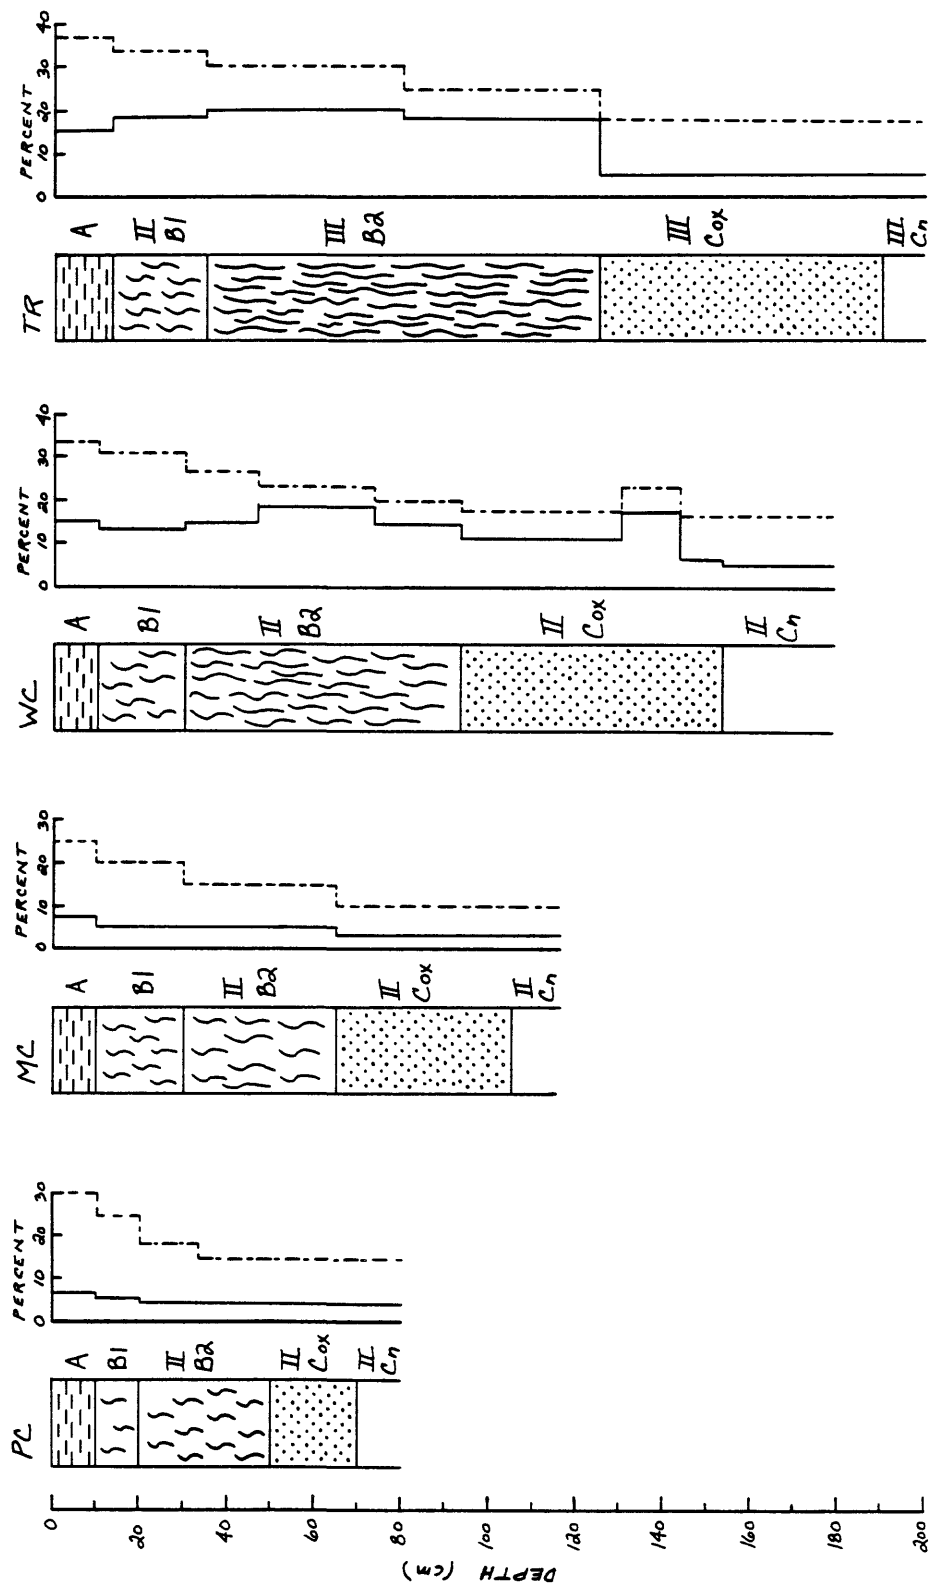 DEPTH (cm)
0
20
40
60
80
100
120
140
160
180
200
PC
A
B1
II
B2
II
Cox
II
Cn
PERCENT
0 10 20 30
MC
A
B1
II
B2
II
Cox
II
Cn
PERCENT
0 10 20 30
WC
A
B1
II
B2
II
Cox
II
Cn
PERCENT
0 10 20 30 40
TR
A
II
B1
III
B2
III
Cox
III
Cn
PERCENT
0 10 20 30 40